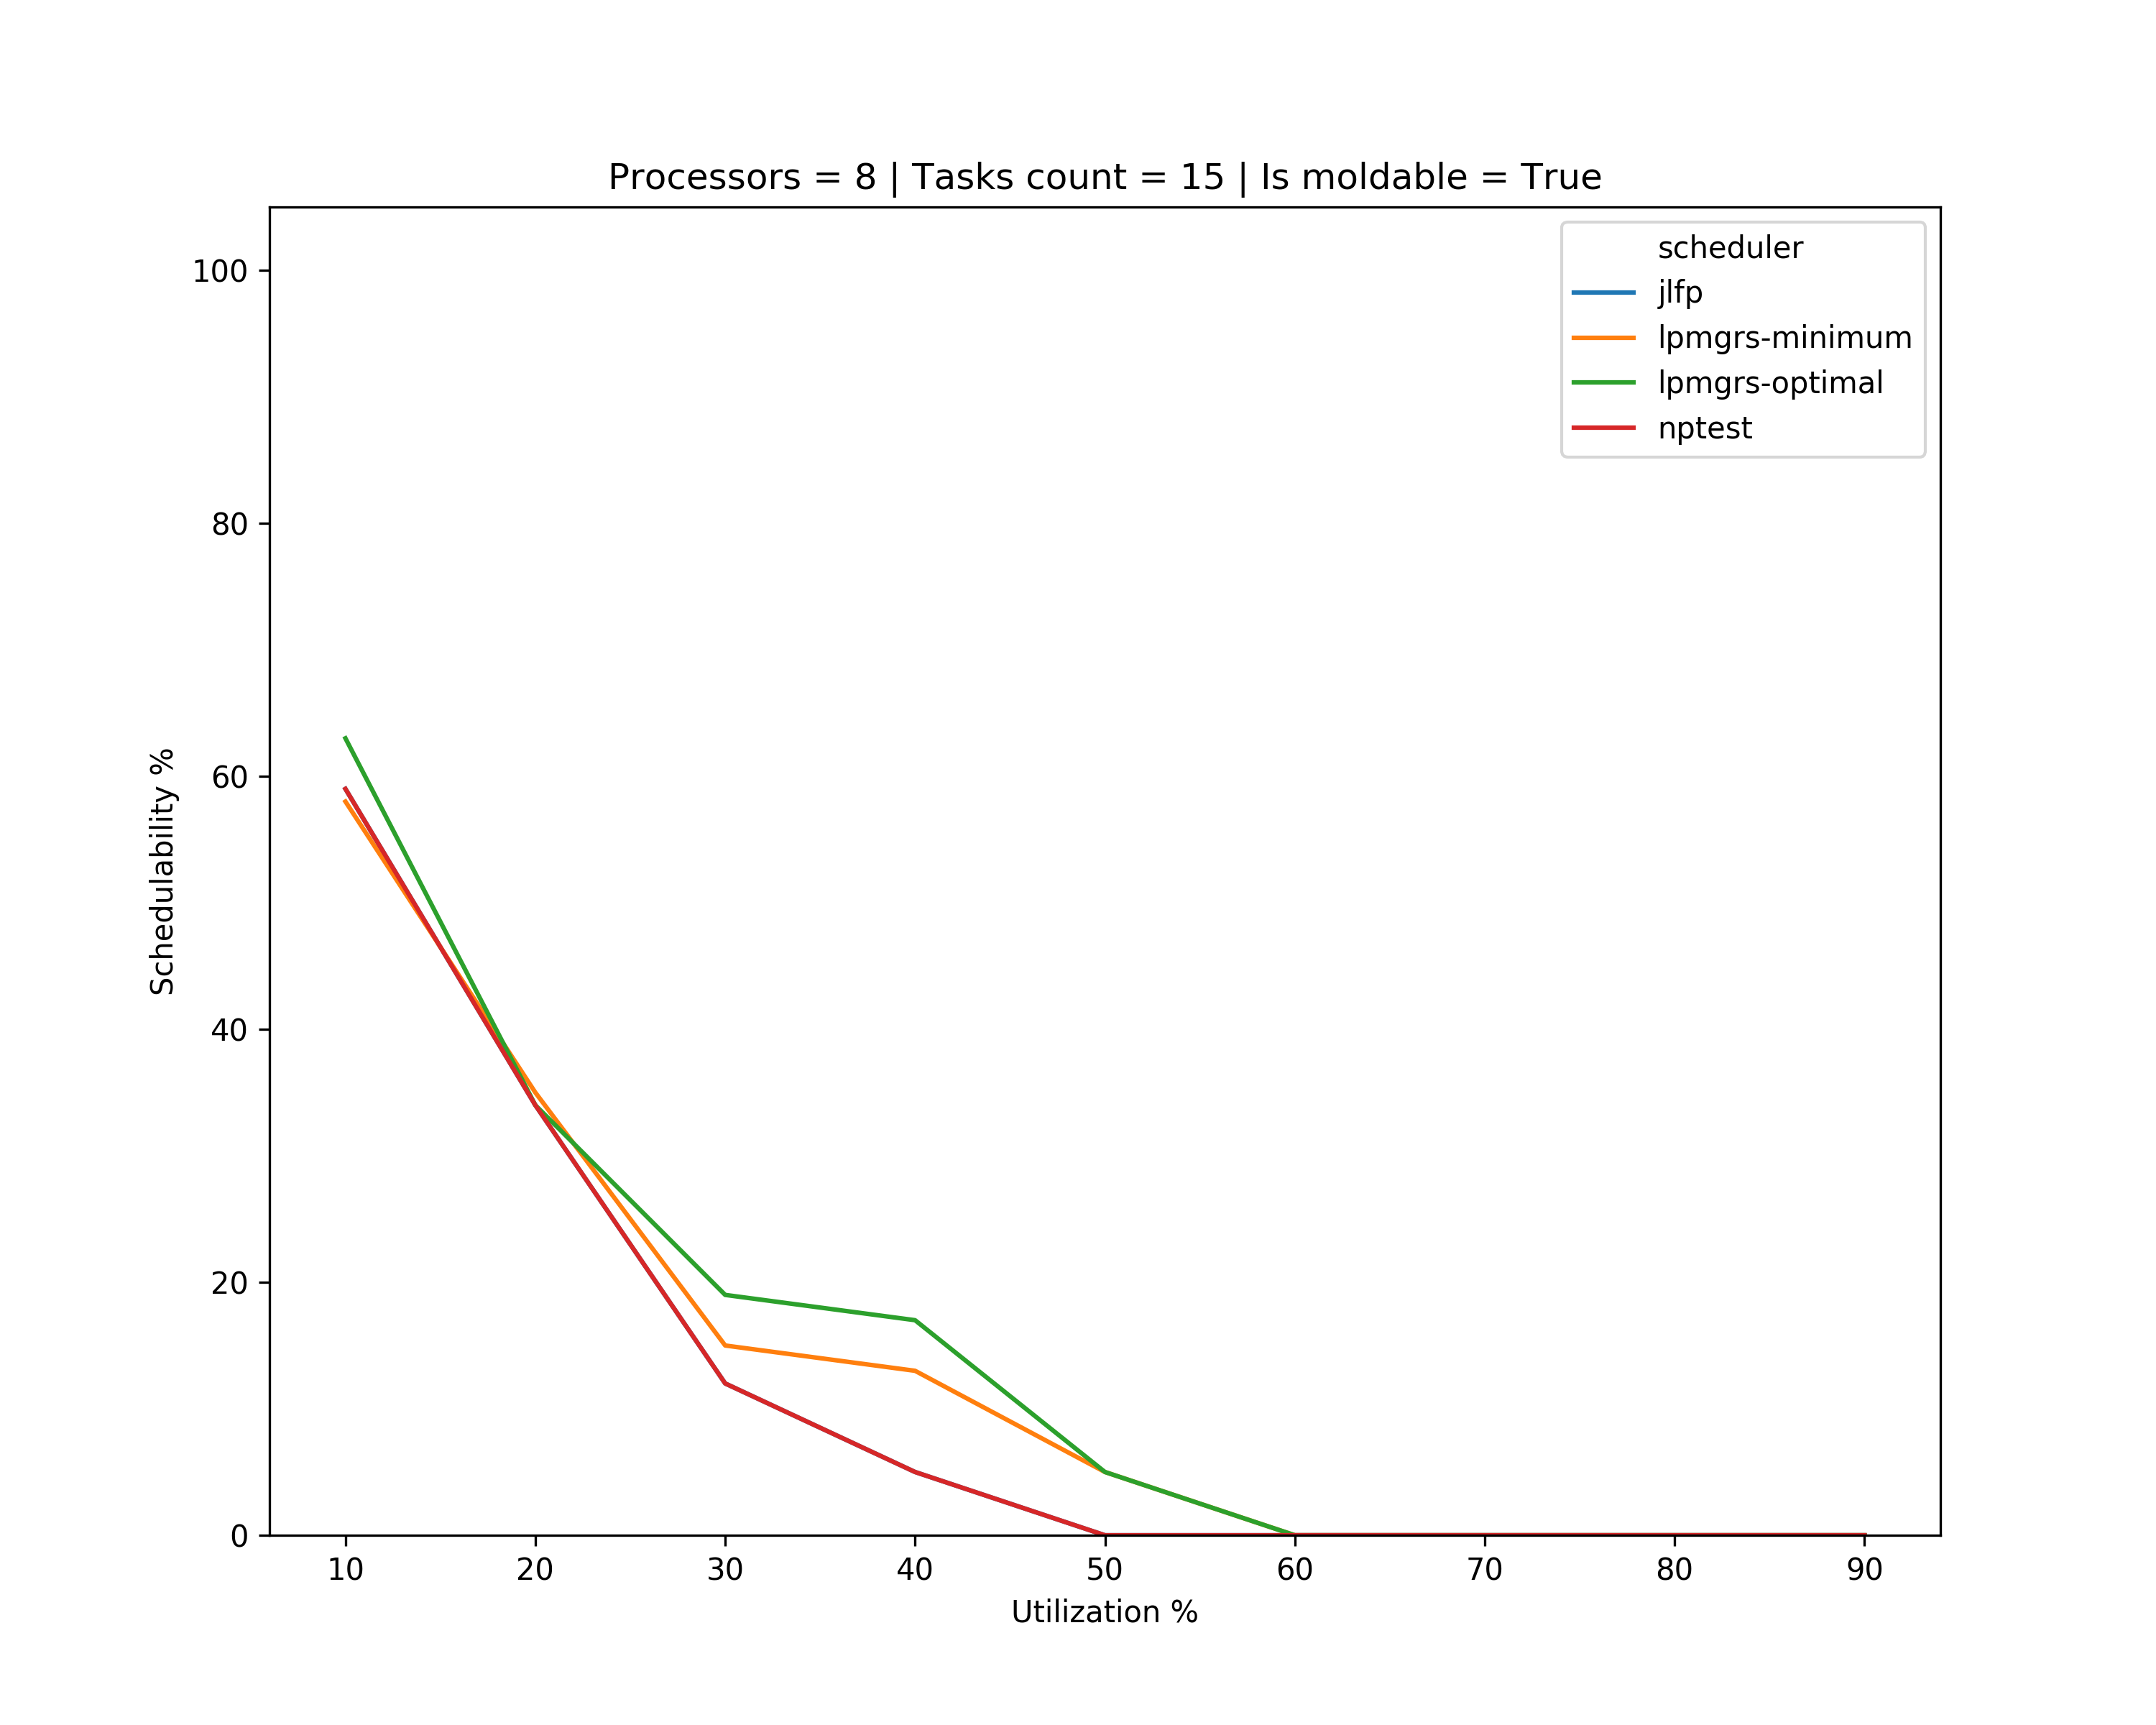 Processors = 8 | Tasks count = 15 | Is moldable = True
scheduler
jlfp
lpmgrs-minimum
lpmgrs-optimal
nptest
100
80
60
40
20
0
Schedulability %
10 20 30 40 50 60 70 80 90
Utilization %